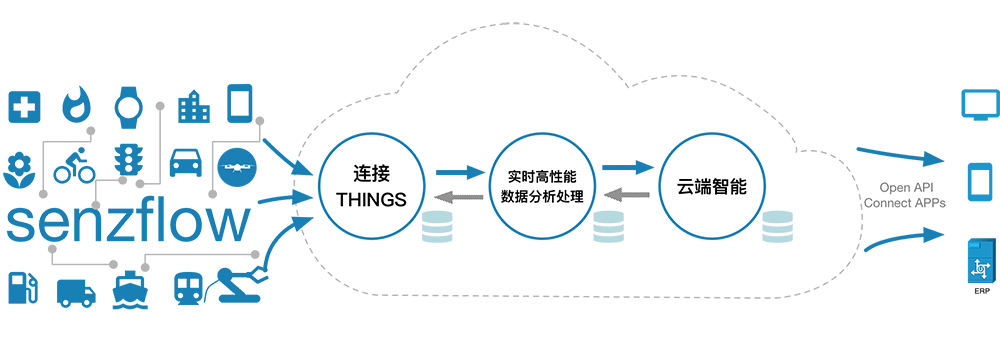 senzflow
连接
THINGS
实时高性能
数据分析处理
云端智能
Open API
Connect APPs
ERP